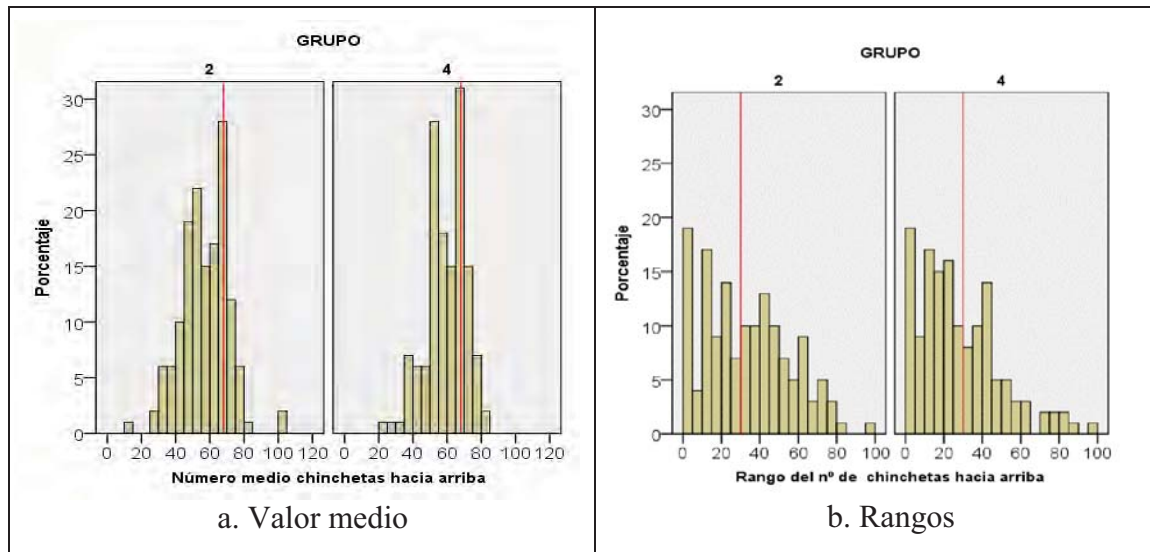 GRUPO
2 4
30
25
20
15
10
5
0
Porcentaje
0 20 40 60 80 100 120 0 20 40 60 80 100 120
Número medio chinchetas hacia arriba
a. Valor medio
GRUPO
2 4
30
25
20
15
10
5
0
Porcentaje
0 20 40 60 80 100 0 20 40 60 80 100
Rango del nº de chinchetas hacia arriba
b. Rangos